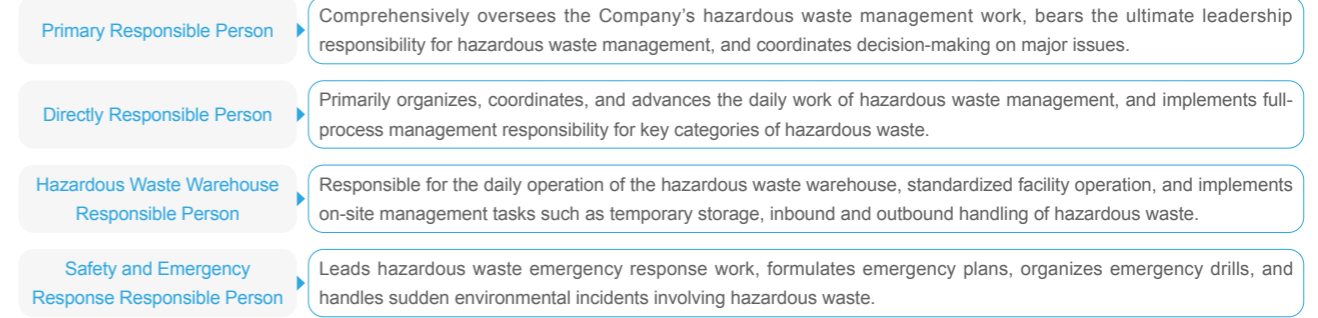 Primary Responsible Person
Comprehensively oversees the Company's hazardous waste management work, bears the ultimate leadership
responsibility for hazardous waste management, and coordinates decision-making on major issues.
Directly Responsible Person
Primarily organizes, coordinates, and advances the daily work of hazardous waste management, and implements full-
process management responsibility for key categories of hazardous waste.
Hazardous Waste Warehouse
Responsible Person
Responsible for the daily operation of the hazardous waste warehouse, standardized facility operation, and implements
on-site management tasks such as temporary storage, inbound and outbound handling of hazardous waste.
Safety and Emergency
Response Responsible Person
Leads hazardous waste emergency response work, formulates emergency plans, organizes emergency drills, and
handles sudden environmental incidents involving hazardous waste.